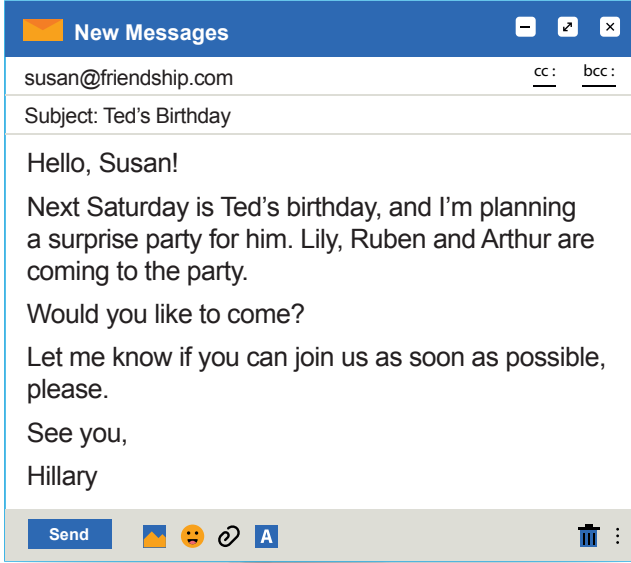 New Messages
susan@friendship.com
cc:
bcc:
Subject: Ted's Birthday
Hello, Susan!
Next Saturday is Ted's birthday, and I'm planning
a surprise party for him. Lily, Ruben and Arthur are
coming to the party.
Would you like to come?
Let me know if you can join us as soon as possible,
please.
See you,
Hillary
Send
A